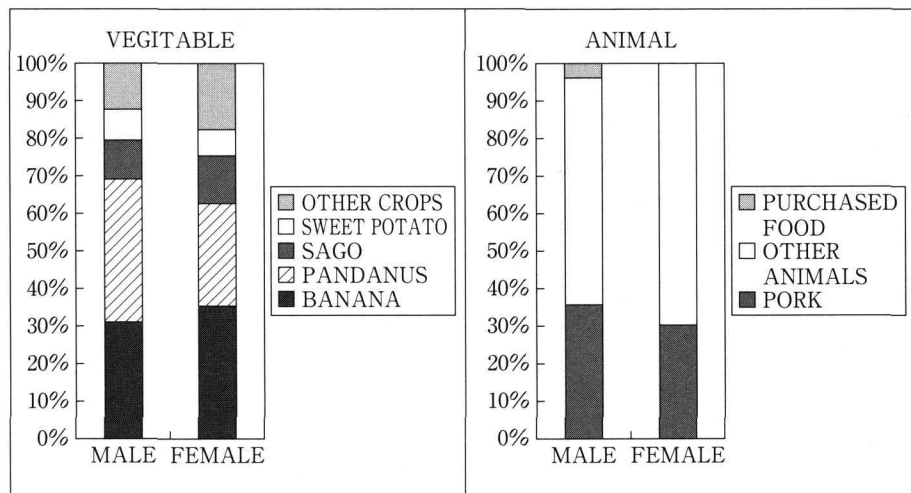 VEGITABLE
100%
90%
80%
70%
60%
50%
40%
30%
20%
10%
0%
MALE FEMALE
OTHER CROPS
SWEET POTATO
SAGO
PANDANUS
BANANA
ANIMAL
100%
90%
80%
70%
60%
50%
40%
30%
20%
10%
0%
MALE FEMALE
PURCHASED
FOOD
OTHER
ANIMALS
PORK